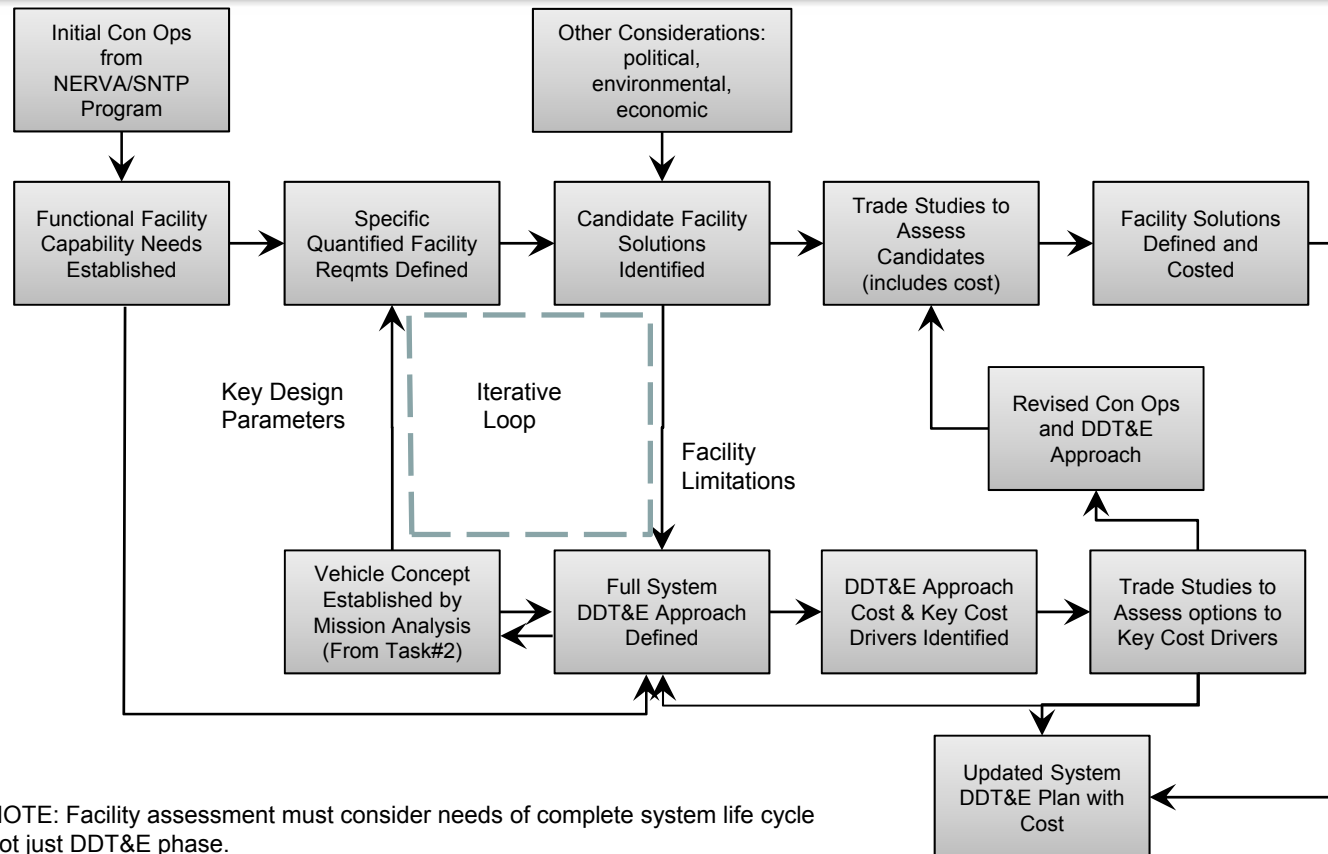 Initial Con Ops
from
NERVA/SNTP
Program
Other Considerations:
political,
environmental,
economic
Functional Facility
Capability Needs
Established
Specific
Quantified Facility
Reqmts Defined
Candidate Facility
Solutions
Identified
Trade Studies to
Assess
Candidates
(includes cost)
Facility Solutions
Defined and
Costed
Key Design
Parameters
Iterative
Loop
Facility
Limitations
Revised Con Ops
and DDT&E
Approach
Vehicle Concept
Established by
Mission Analysis
(From Task#2)
Full System
DDT&E Approach
Defined
DDT&E Approach
Cost & Key Cost
Drivers Identified
Trade Studies to
Assess options to
Key Cost Drivers
Updated System
DDT&E Plan with
Cost
OTE: Facility assessment must consider needs of complete system life cycle
ot just DDT&E phase.